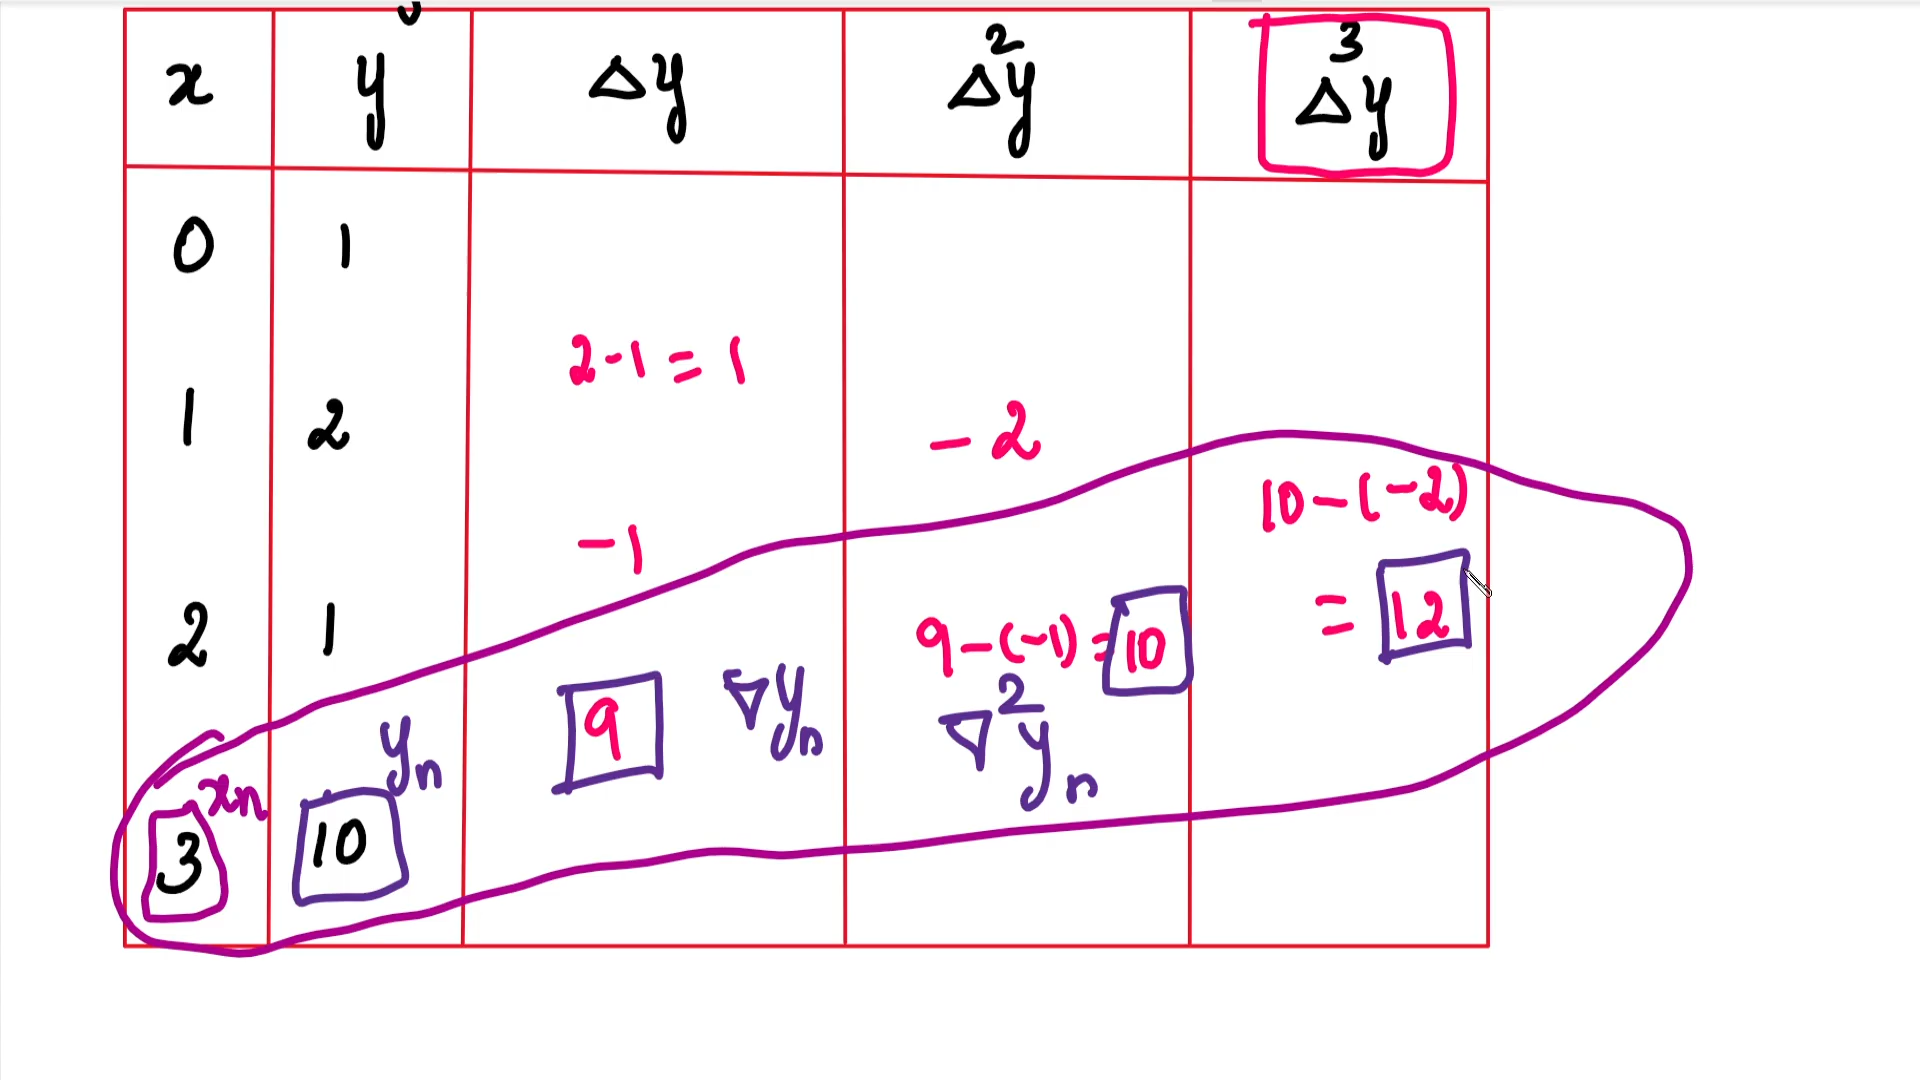 x y Δy Δ²y Δ³y
0 1
2-1 = 1
1 2
-2
10-(-2)
-1
= 12
2 1
9-(-1) = 10
9 ∇yn ∇²yn
xn yn
3 10